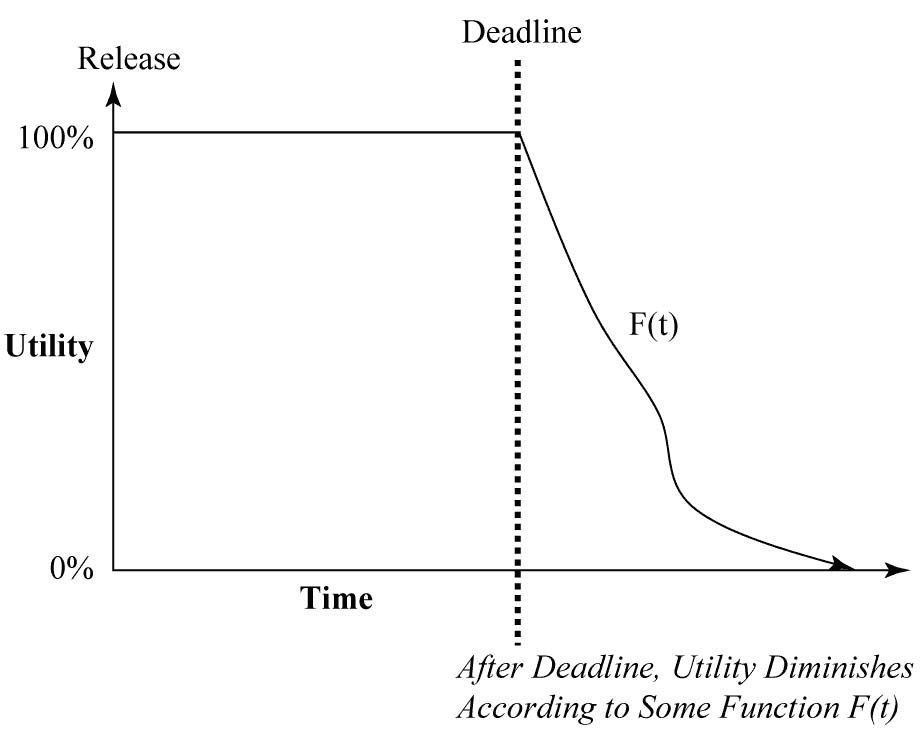 Deadline
Release
100%
F(t)
Utility
0%
Time
After Deadline, Utility Diminishes
According to Some Function F(t)